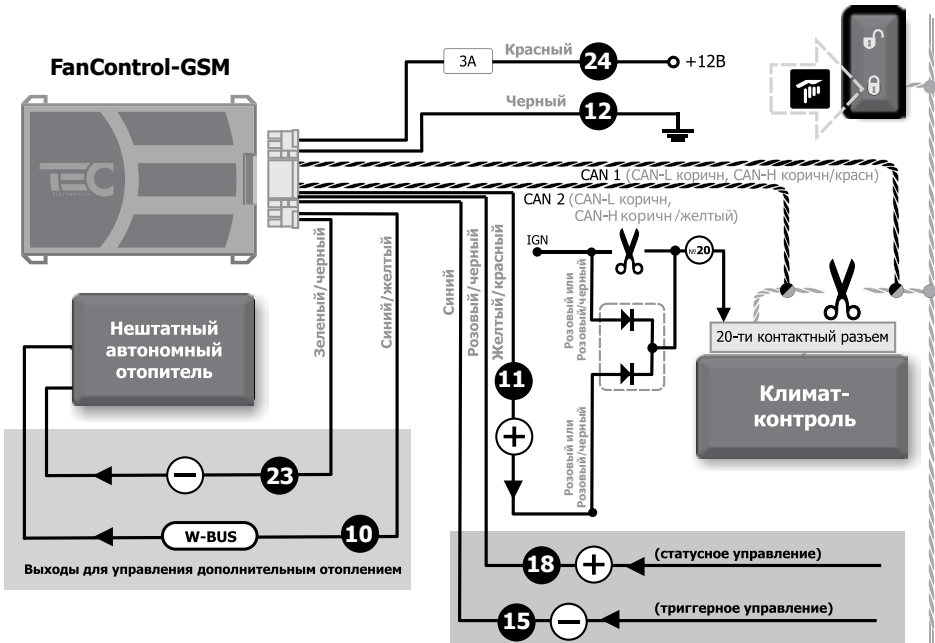 FanControl-GSM
3А
Красный
24
+12В
Черный
12
CAN 1 (CAN-L коричн, CAN-H коричн/красн)
CAN 2 (CAN-L коричн,
CAN-H коричн/желтый)
TEC
IGN
№20
Зеленый/черный
Синий/желтый
Синий
Розовый/черный
Желтый/красный
Розовый или
Розовый/черный
Нештатный
автономный
отопитель
20-ти контактный разъем
11
Климат-
контроль
Розовый или
Розовый/черный
23
W-BUS
10
Выходы для управления дополнительным отоплением
18
(статусное управление)
15
(триггерное управление)